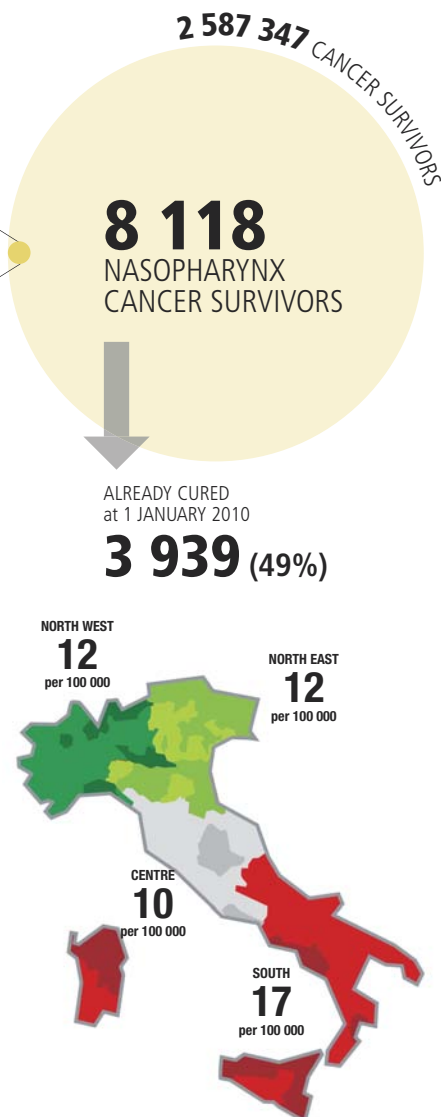 2 587 347 CANCER SURVIVORS
8 118
NASOPHARYNX
CANCER SURVIVORS
ALREADY CURED
at 1 JANUARY 2010
3 939 (49%)
NORTH WEST
12
per 100 000
NORTH EAST
12
per 100 000
CENTRE
10
per 100 000
SOUTH
17
per 100 000